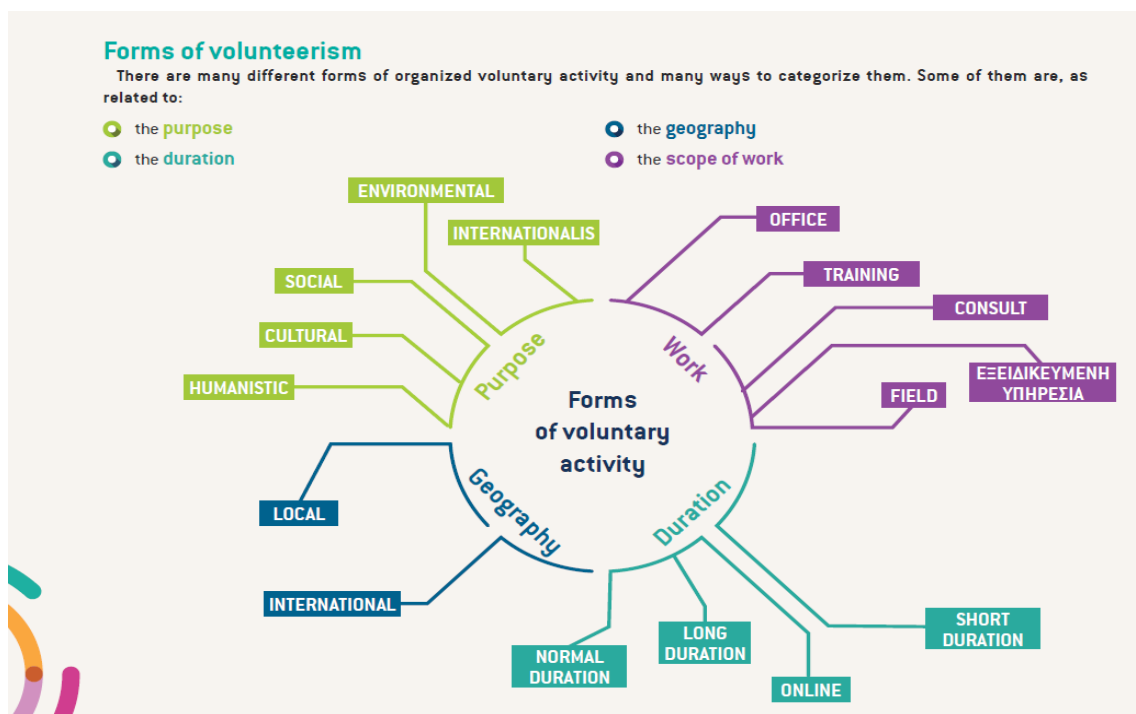 Forms of volunteerism
There are many different forms of organized voluntary activity and many ways to categorize them. Some of them are, as
related to:
the purpose
the duration
the geography
the scope of work
ENVIRONMENTAL
INTERNATIONALIS
SOCIAL
CULTURAL
HUMANISTIC
Purpose
OFFICE
TRAINING
CONSULT
ΕΞΕΙΔΙΚΕΥΜΕΝΗ
ΥΠΗΡΕΣΙΑ
FIELD
Work
Forms
of voluntary
activity
Geography
LOCAL
INTERNATIONAL
Duration
NORMAL
DURATION
LONG
DURATION
ONLINE
SHORT
DURATION